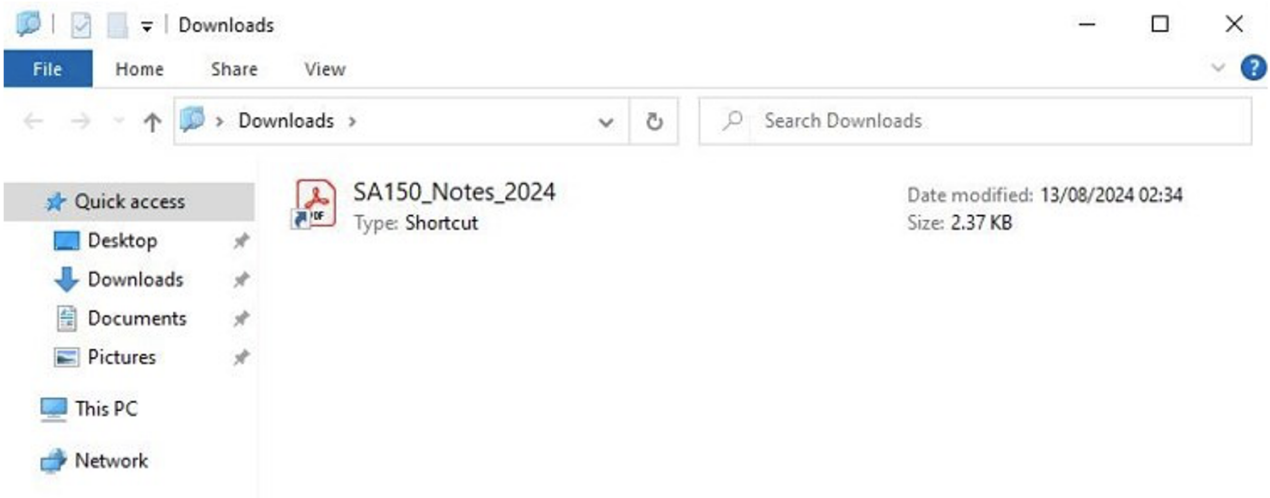 Downloads
File Home Share View
Downloads Search Downloads
Quick access
Desktop
Downloads
Documents
Pictures
This PC
Network
PDF
SA150_Notes_2024
Type: Shortcut
Date modified: 13/08/2024 02:34
Size: 2.37 KB